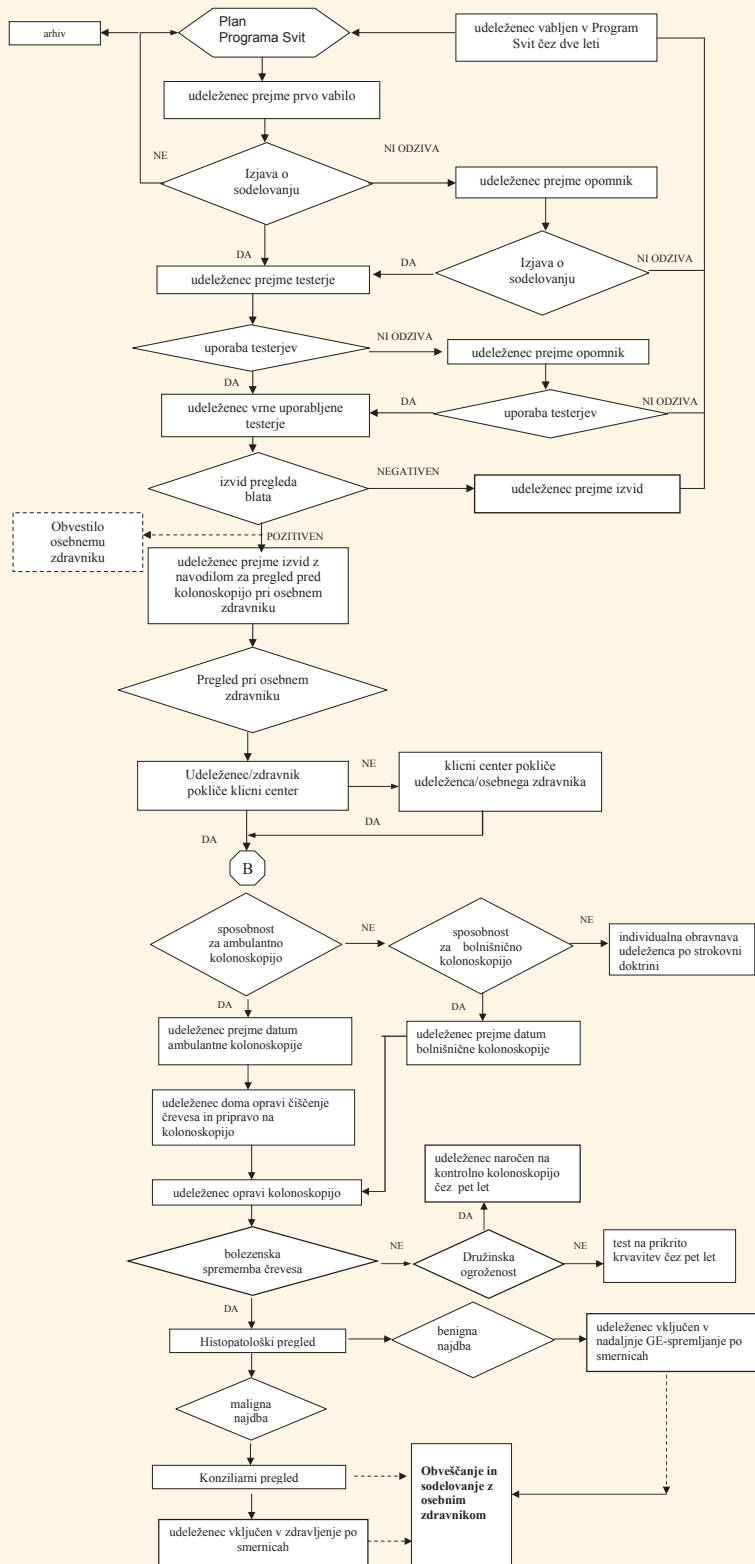 arhiv
Plan
Programa Svit
udeleženec vabljen v Program
Svit čez dve leti
udeleženec prejme prvo vabilo
NE
Izjava o
sodelovanju
NI ODZIVA
udeleženec prejme opomnik
DA
udeleženec prejme testerje
DA
Izjava o
sodelovanju
NI ODZIVA
uporaba testerjev
NI ODZIVA
udeleženec prejme opomnik
DA
udeleženec vrne uporabljene
testerje
DA
uporaba testerjev
NI ODZIVA
izvid pregleda
blata
NEGATIVEN
udeleženec prejme izvid
Obvestilo
osebnemu
zdravniku
POZITIVEN
udeleženec prejme izvid z
navodilom za pregled pred
kolonoskopijo pri osebnem
zdravniku
Pregled pri osebnem
zdravniku
Udeleženec/zdravnik
pokliče klicni center
NE
klicni center pokliče
udeleženca/osebnega zdravnika
DA
DA
B
sposobnost
za ambulantno
kolonoskopijo
NE
sposobnost
za bolnišnično
kolonoskopijo
NE
individualna obravnava
udeleženca po strokovni
doktrini
DA
DA
udeleženec prejme datum
ambulantne kolonoskopije
udeleženec prejme datum
bolnišnične kolonoskopije
udeleženec doma opravi čiščenje
črevesa in pripravo na
kolonoskopijo
udeleženec naročen na
kontrolno kolonoskopijo
čez pet let
udeleženec opravi kolonoskopijo
DA
bolezenska
sprememba črevesa
NE
Družinska
ogroženost
NE
test na prikrito
krvavitev čez pet let
DA
Histopatološki pregled
benigna
najdba
udeleženec vključen v
nadaljnje GE-spremljanje po
smernicah
maligna
najdba
Konziliarni pregled
Obveščanje in
sodelovanje z
osebnim
zdravnikom
udeleženec vključen v zdravljenje po
smernicah